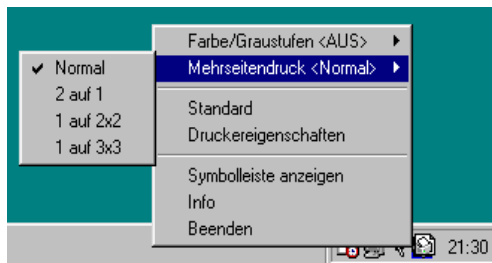 Farbe/Graustufen <AUS>
Mehrseitendruck <Normal>
Normal
2 auf 1
1 auf 2x2
1 auf 3x3
Standard
Druckereigenschaften
Symbolleiste anzeigen
Info
Beenden
21:30